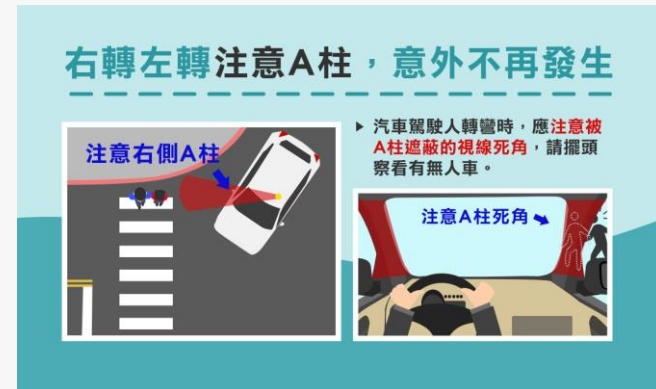 右轉左轉注意A柱，意外不再發生
注意右側A柱
▶ 汽車駕駛人轉彎時，應注意被
A柱遮蔽的視線死角，請擺頭
察看有無人車。
注意A柱死角